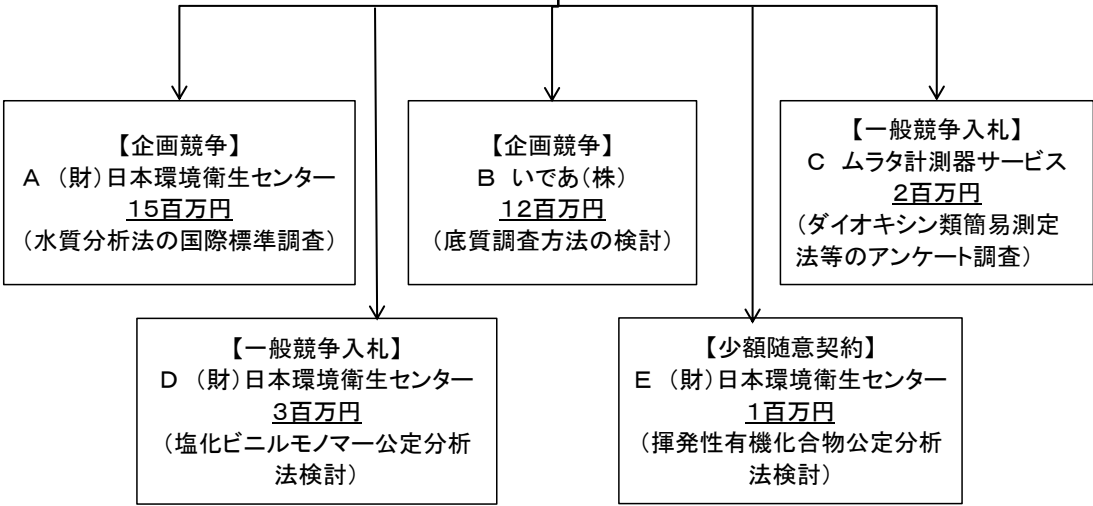 【企画競争】
A （財）日本環境衛生センター
15百万円
（水質分析法の国際標準調査）
【企画競争】
B いであ（株）
12百万円
（底質調査方法の検討）
【一般競争入札】
C ムラタ計測器サービス
2百万円
（ダイオキシン類簡易測定
法等のアンケート調査）
【一般競争入札】
D （財）日本環境衛生センター
3百万円
（塩化ビニルモノマー公定分析
法検討）
【少額随意契約】
E （財）日本環境衛生センター
1百万円
（揮発性有機化合物公定分析
法検討）